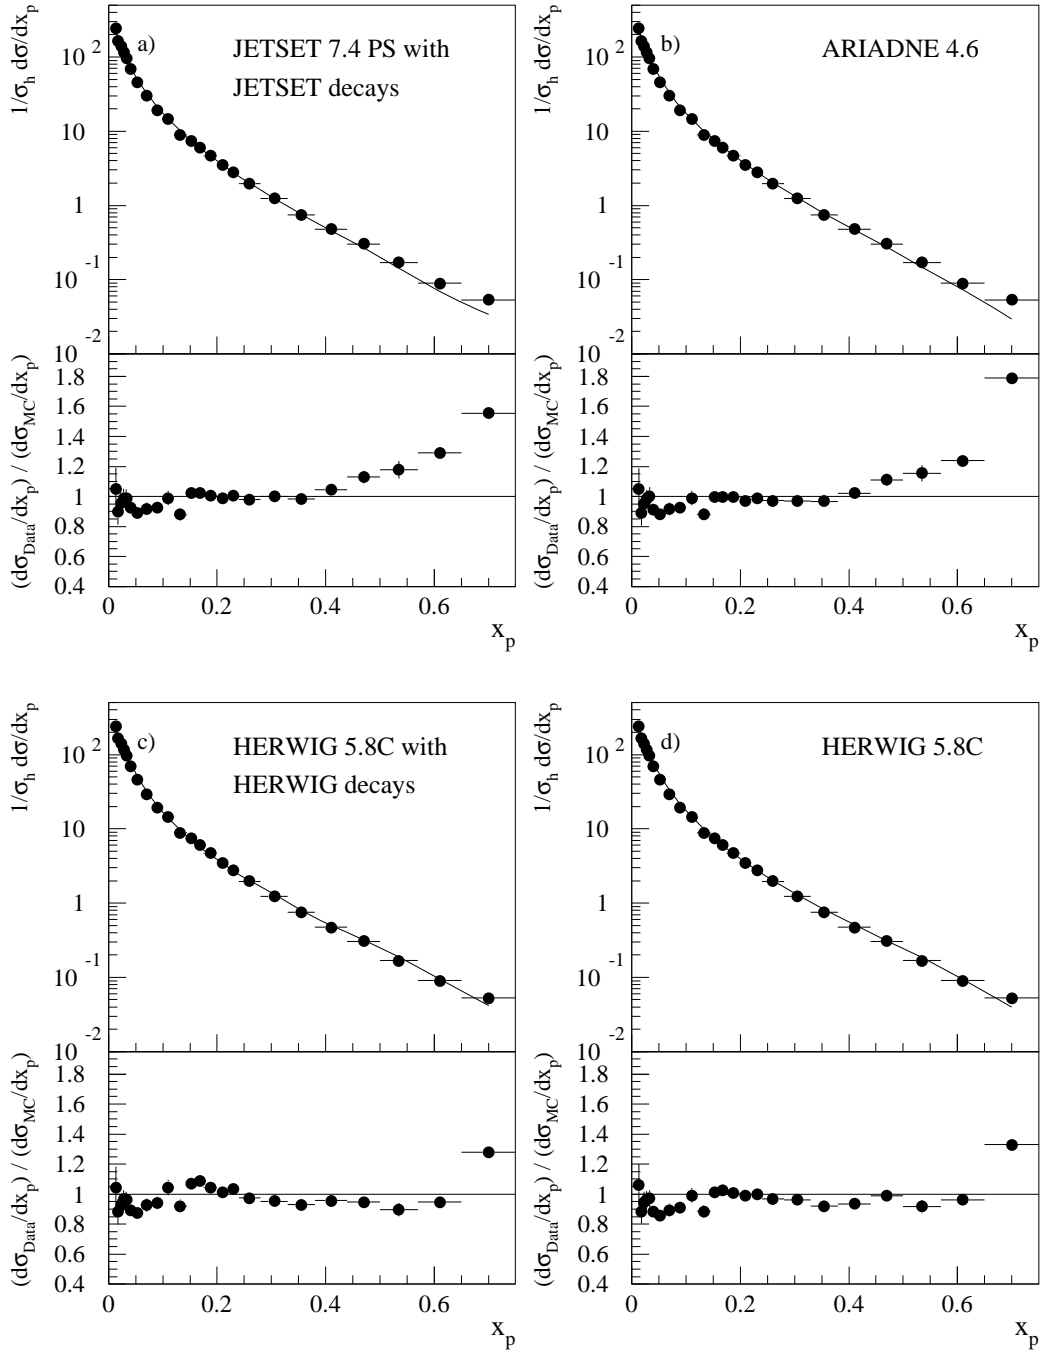 a)
JETSET 7.4 PS with
JETSET decays
1/σ_h dσ/dx_p
10^2
10
1
10^-1
10^-2
(dσ_Data/dx_p) / (dσ_MC/dx_p)
1.8
1.6
1.4
1.2
1
0.8
0.6
0.4
0 0.2 0.4 0.6
x_p
b)
ARIADNE 4.6
1/σ_h dσ/dx_p
10^2
10
1
10^-1
10^-2
(dσ_Data/dx_p) / (dσ_MC/dx_p)
1.8
1.6
1.4
1.2
1
0.8
0.6
0.4
0 0.2 0.4 0.6
x_p
c)
HERWIG 5.8C with
HERWIG decays
1/σ_h dσ/dx_p
10^2
10
1
10^-1
10^-2
(dσ_Data/dx_p) / (dσ_MC/dx_p)
1.8
1.6
1.4
1.2
1
0.8
0.6
0.4
0 0.2 0.4 0.6
x_p
d)
HERWIG 5.8C
1/σ_h dσ/dx_p
10^2
10
1
10^-1
10^-2
(dσ_Data/dx_p) / (dσ_MC/dx_p)
1.8
1.6
1.4
1.2
1
0.8
0.6
0.4
0 0.2 0.4 0.6
x_p